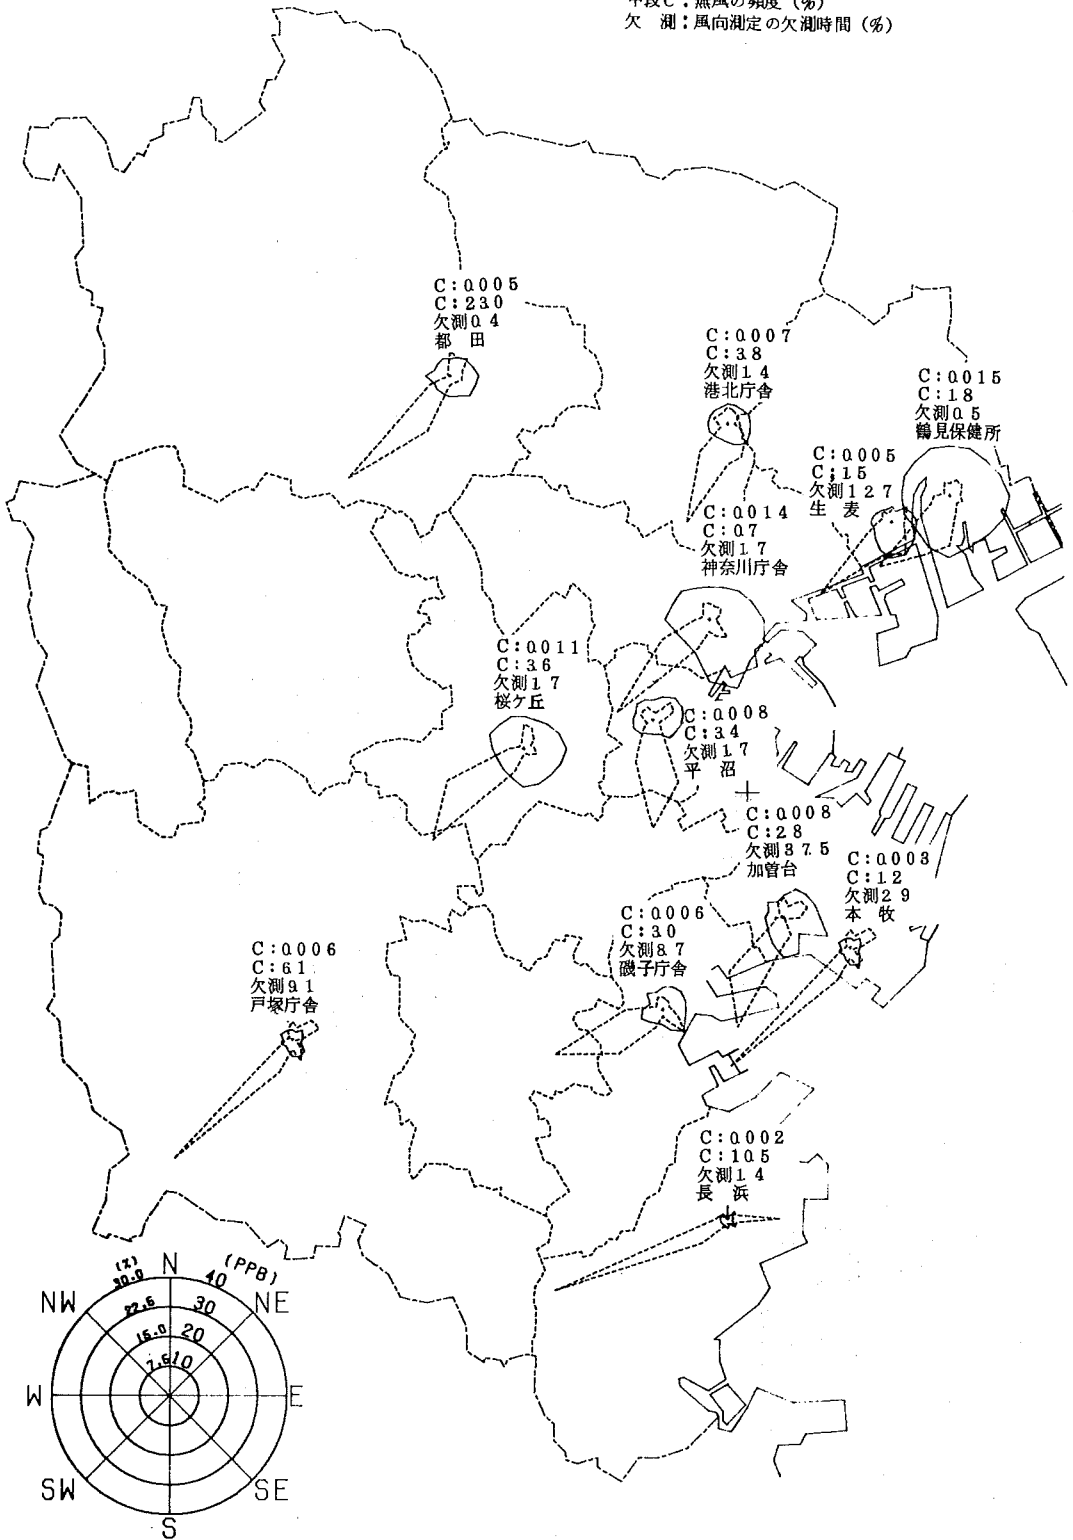 中段C：無風の頻度（%）
欠　測：風向測定の欠測時間（%）
C:0.005
C:23.0
欠測0.4
都　田
C:0.007
C:3.8
欠測1.4
港北庁舎
C:0.015
C:1.8
欠測0.5
鶴見保健所
C:0.005
C:1.5
欠測12.7
生　麦
C:0.014
C:0.7
欠測1.7
神奈川庁舎
C:0.011
C:3.6
欠測1.7
桜ケ丘
C:0.008
C:3.4
欠測1.7
平　沼
C:0.008
C:2.8
欠測37.5
加曽台
C:0.003
C:1.2
欠測2.9
本　牧
C:0.006
C:3.0
欠測8.7
磯子庁舎
C:0.006
C:6.1
欠測9.1
戸塚庁舎
C:0.002
C:10.5
欠測1.4
長　浜
(%) N (PPB)
30.0 40
NW NE
22.5 30
15.0 20
7.5 10
W E
SW SE
S